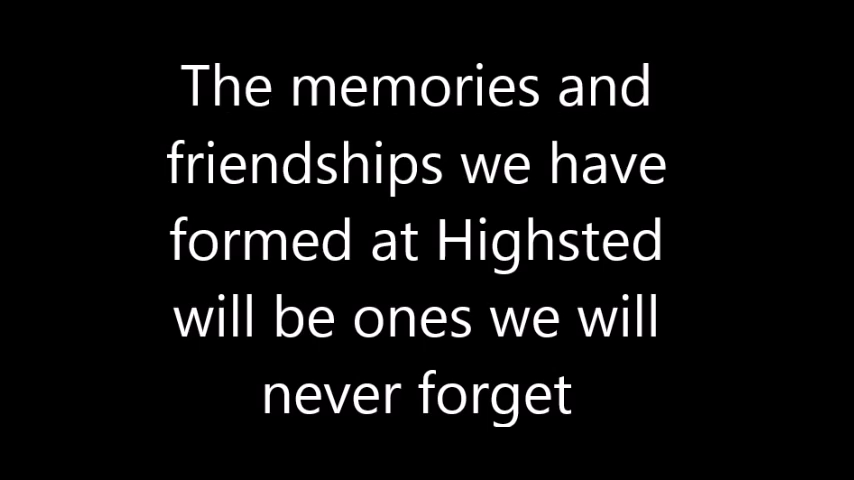 The memories and
friendships we have
formed at Highsted
will be ones we will
never forget